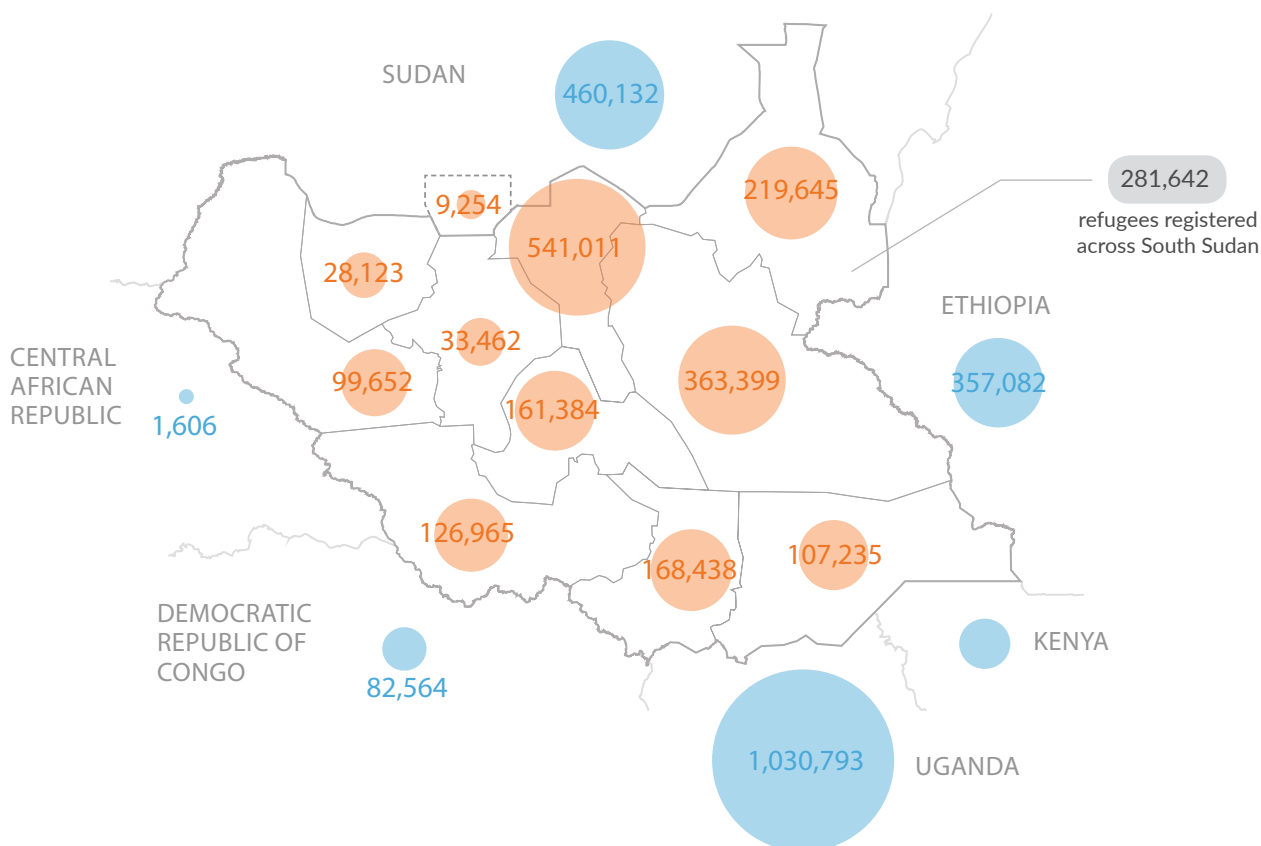 SUDAN
460,132
219,645
281,642
refugees registered
across South Sudan
9,254
541,011
28,123
ETHIOPIA
33,462
CENTRAL
AFRICAN
REPUBLIC
1,606
99,652
161,384
363,399
357,082
126,965
168,438
107,235
DEMOCRATIC
REPUBLIC OF
CONGO
82,564
KENYA
1,030,793
UGANDA